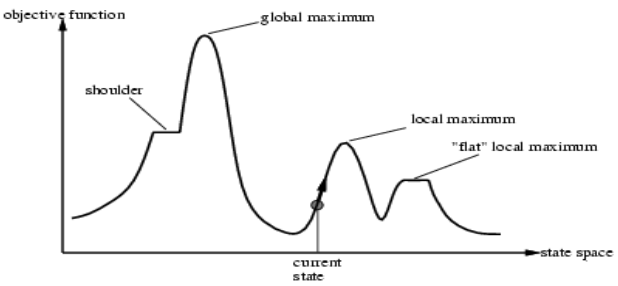 objective function
global maximum
shoulder
local maximum
"flat" local maximum
state space
current
state